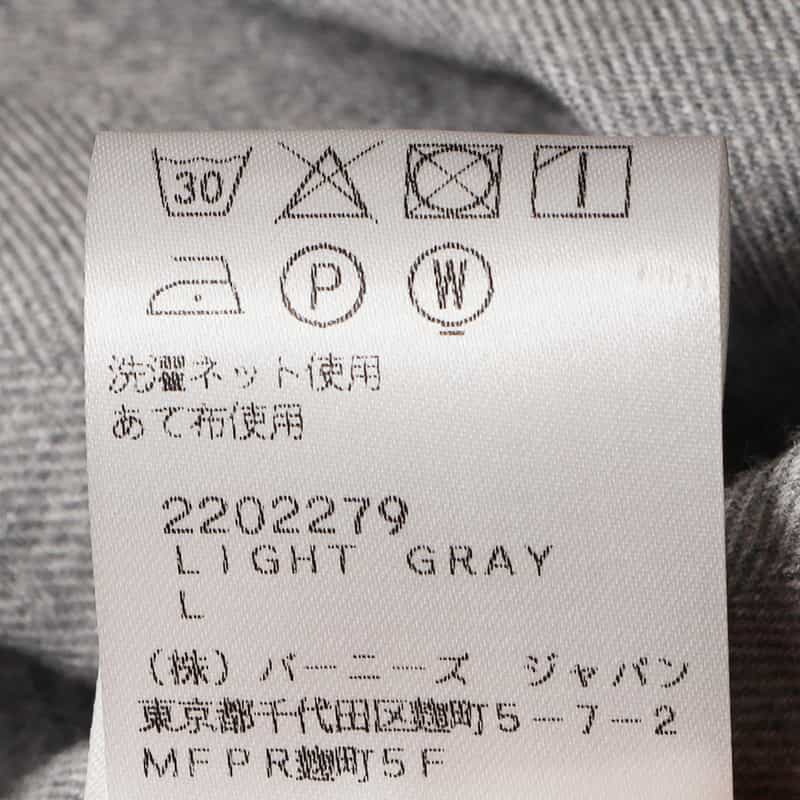 30
P W
洗濯ネット使用
あて布使用
2202279
LIGHT GRAY
L
(株) バーニーズ ジャパン
東京都千代田区麹町5-7-2
MFPR麹町5F